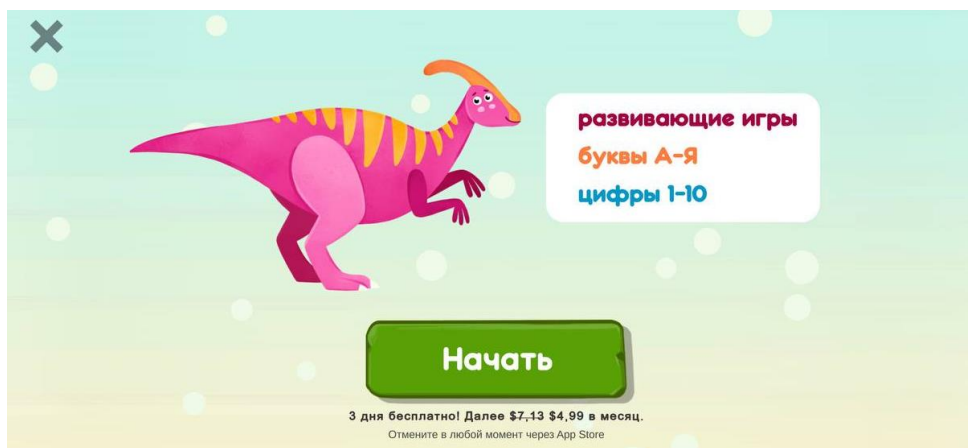 развивающие игры
буквы А-Я
цифры 1-10
Начать
3 дня бесплатно! Далее $7,13 $4,99 в месяц.
Отмените в любой момент через App Store